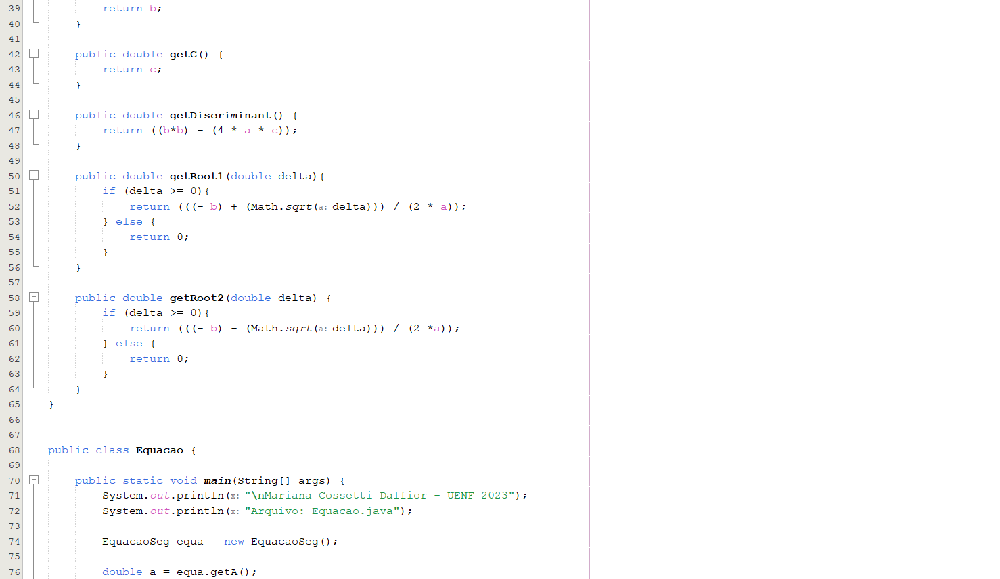 39 return b;
40 }
41
42 public double getC() {
43 return c;
44 }
45
46 public double getDiscriminant() {
47 return ((b*b) - (4 * a * c));
48 }
49
50 public double getRoot1(double delta){
51 if (delta >= 0){
52 return (((- b) + (Math.sqrt(a: delta))) / (2 * a));
53 } else {
54 return 0;
55 }
56 }
57
58 public double getRoot2(double delta) {
59 if (delta >= 0){
60 return (((- b) - (Math.sqrt(a: delta))) / (2 *a));
61 } else {
62 return 0;
63 }
64 }
65 }
66
67
68 public class Equacao {
69
70 public static void main(String[] args) {
71 System.out.println(x: "\nMariana Cossetti Dalfior - UENF 2023");
72 System.out.println(x: "Arquivo: Equacao.java");
73
74 EquacaoSeg equa = new EquacaoSeg();
75
76 double a = equa.getA();